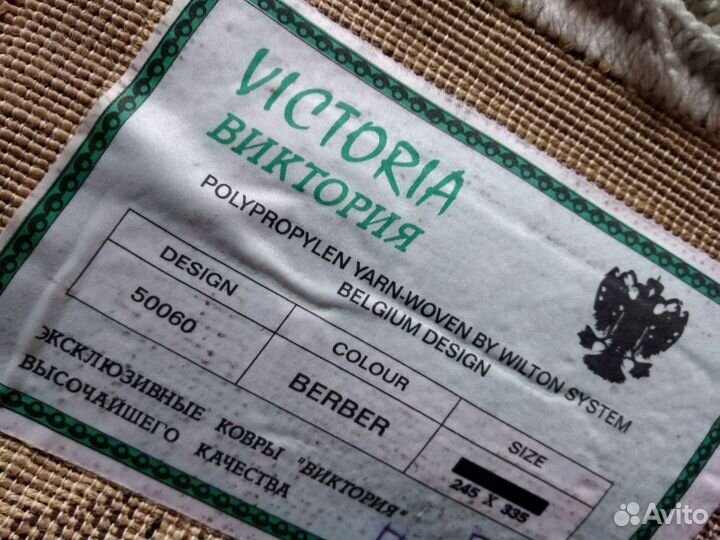 VICTORIA
ВИКТОРИЯ
POLYPROPYLEN YARN-WOVEN BY WILTON SYSTEM
BELGIUM DESIGN
DESIGN COLOUR SIZE
50060 BERBER 245 X 335
ЭКСКЛЮЗИВНЫЕ КОВРЫ "ВИКТОРИЯ"
ВЫСОЧАЙШЕГО КАЧЕСТВА
Avito